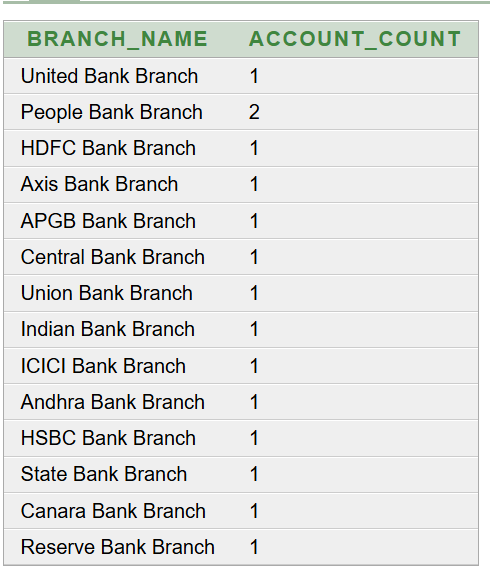 BRANCH_NAME ACCOUNT_COUNT
United Bank Branch 1
People Bank Branch 2
HDFC Bank Branch 1
Axis Bank Branch 1
APGB Bank Branch 1
Central Bank Branch 1
Union Bank Branch 1
Indian Bank Branch 1
ICICI Bank Branch 1
Andhra Bank Branch 1
HSBC Bank Branch 1
State Bank Branch 1
Canara Bank Branch 1
Reserve Bank Branch 1